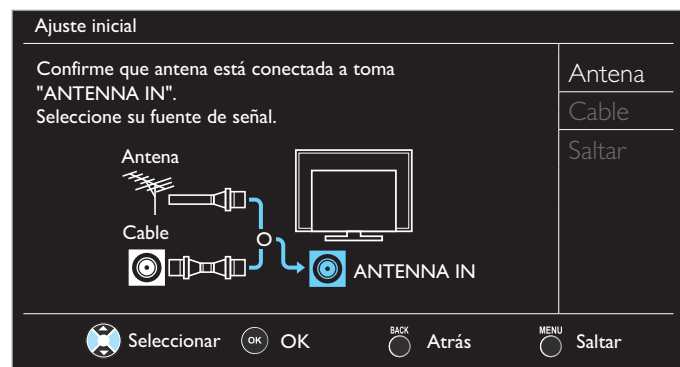 Ajuste inicial
Confirme que antena está conectada a toma
"ANTENNA IN".
Seleccione su fuente de señal.
Antena
Cable
Saltar
Antena
Cable
O
ANTENNA IN
Seleccionar OK OK BACK Atrás MENU Saltar